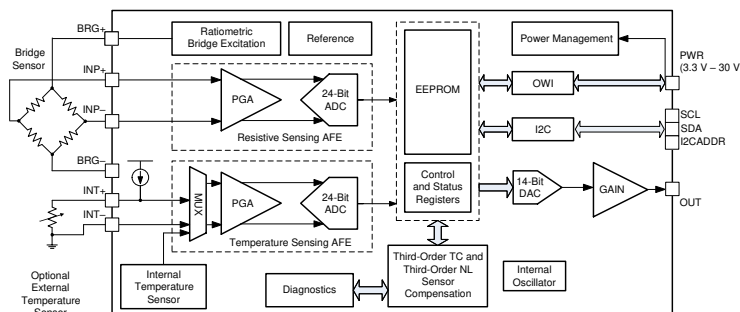 BRG+
Ratiometric
Bridge Excitation
Reference
Power Management
Bridge
Sensor
PWR
(3.3 V – 30 V
INP+
PGA
24-Bit
ADC
EEPROM
OWI
INP–
Resistive Sensing AFE
I2C
SCL
SDA
I2CADDR
BRG–
INT+
MUX
PGA
24-Bit
ADC
Control
and Status
Registers
14-Bit
DAC
GAIN
OUT
INT–
Temperature Sensing AFE
Optional
External
Temperature
Sensor
Internal
Temperature
Sensor
Diagnostics
Third-Order TC and
Third-Order NL
Sensor
Compensation
Internal
Oscillator